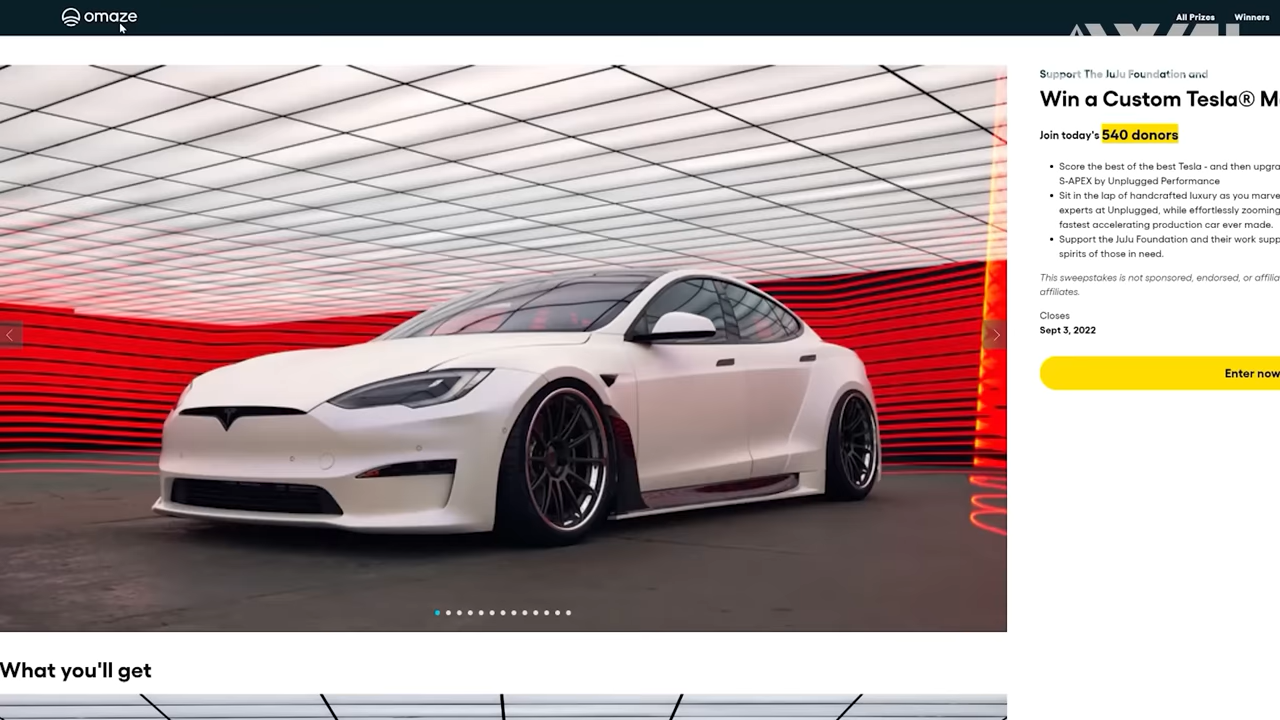 omaze
All Prizes
Winners
Support The JuJu Foundation and
Win a Custom Tesla®
Join today's 540 donors
Score the best of the best Tesla - and then
S-APEX by Unplugged Performance
Sit in the lap of handcrafted luxury as you
experts at Unplugged, while effortlessly zooming
fastest accelerating production car ever made.
Support the JuJu Foundation and their work
spirits of those in need.
This sweepstakes is not sponsored, endorsed, or
affiliates.
Closes
Sept 3, 2022
Enter now
What you'll get